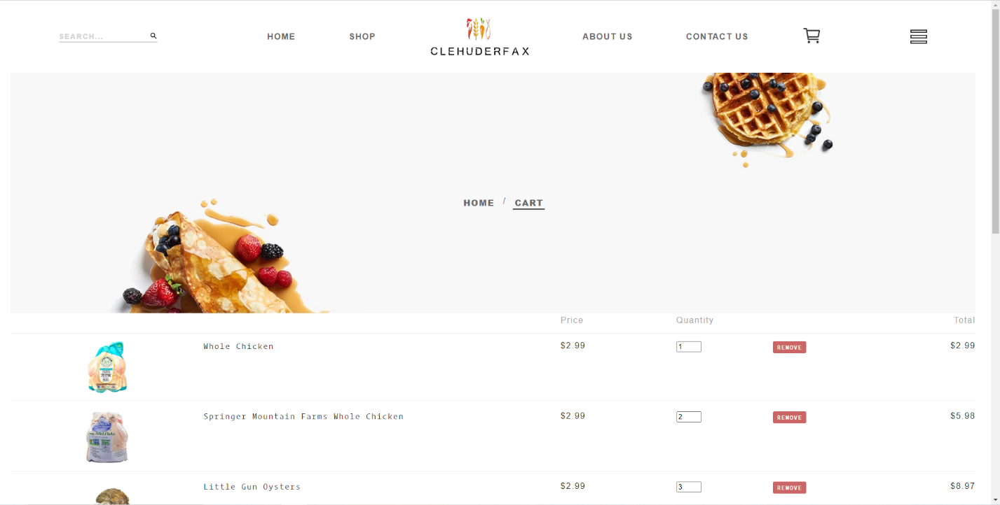 SEARCH...
HOME
SHOP
CLEHUDERFAX
ABOUT US
CONTACT US
HOME / CART
Price Quantity Total
Whole Chicken $2.99 1 REMOVE $2.99
Springer Mountain Farms Whole Chicken $2.99 2 REMOVE $5.98
Little Gun Oysters $2.99 3 REMOVE $8.97